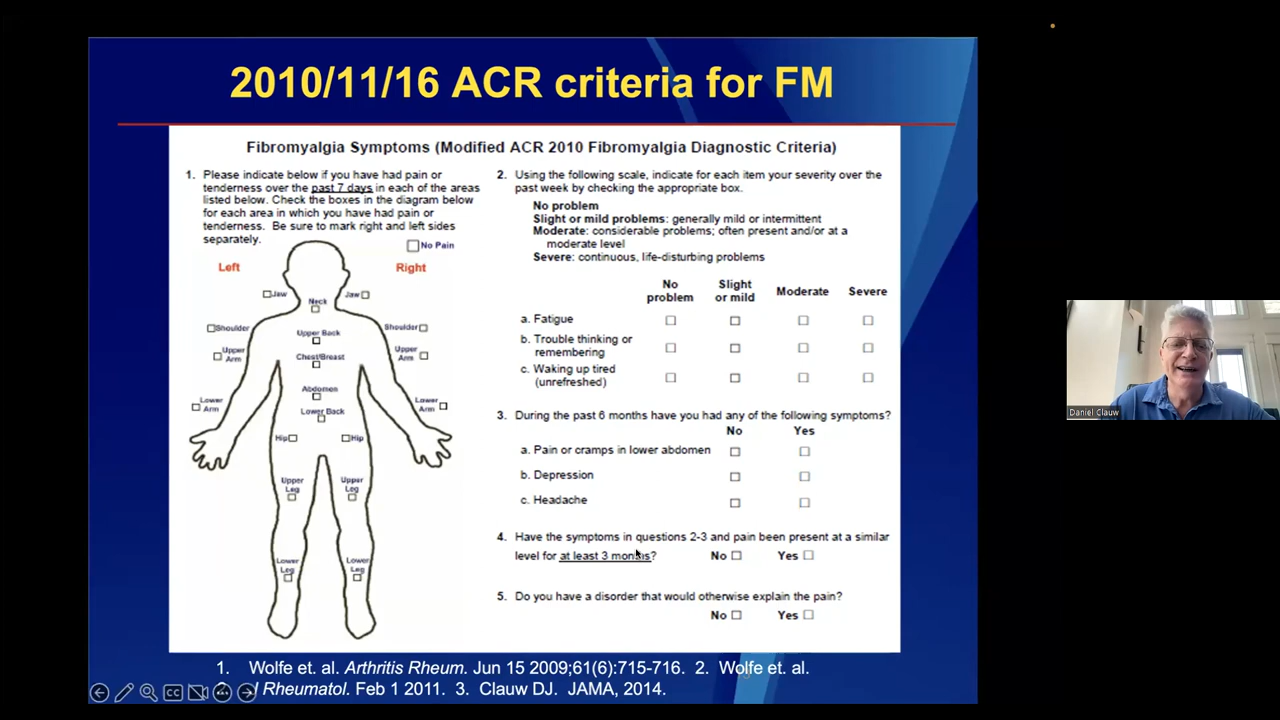 2010/11/16 ACR criteria for FM
Fibromyalgia Symptoms (Modified ACR 2010 Fibromyalgia Diagnostic Criteria)
1. Please indicate below if you have had pain or
tenderness over the past 7 days in each of the areas
listed below. Check the boxes in the diagram below
for each area in which you have had pain or
tenderness. Be sure to mark right and left sides
separately.
No Pain
Left
Right
Jaw
Jaw
Neck
Shoulder
Upper Back
Shoulder
Upper
Arm
Chest/Breast
Upper
Arm
Abdomen
Lower
Arm
Lower Back
Lower
Arm
Hip
Hip
Upper
Leg
Upper
Leg
Lower
Leg
Lower
Leg
2. Using the following scale, indicate for each item your severity over the
past week by checking the appropriate box.
No problem
Slight or mild problems: generally mild or intermittent
Moderate: considerable problems; often present and/or at a
moderate level
Severe: continuous, life-disturbing problems
No
problem
Slight
or mild
Moderate
Severe
a. Fatigue
b. Trouble thinking or
remembering
c. Waking up tired
(unrefreshed)
3. During the past 6 months have you had any of the following symptoms?
No Yes
a. Pain or cramps in lower abdomen
b. Depression
c. Headache
4. Have the symptoms in questions 2-3 and pain been present at a similar
level for at least 3 months? No Yes
5. Do you have a disorder that would otherwise explain the pain?
No Yes
1. Wolfe et. al. Arthritis Rheum. Jun 15 2009;61(6):715-716. 2. Wolfe et. al.
Rheumatol. Feb 1 2011. 3. Clauw DJ. JAMA, 2014.
CC
Daniel Clauw